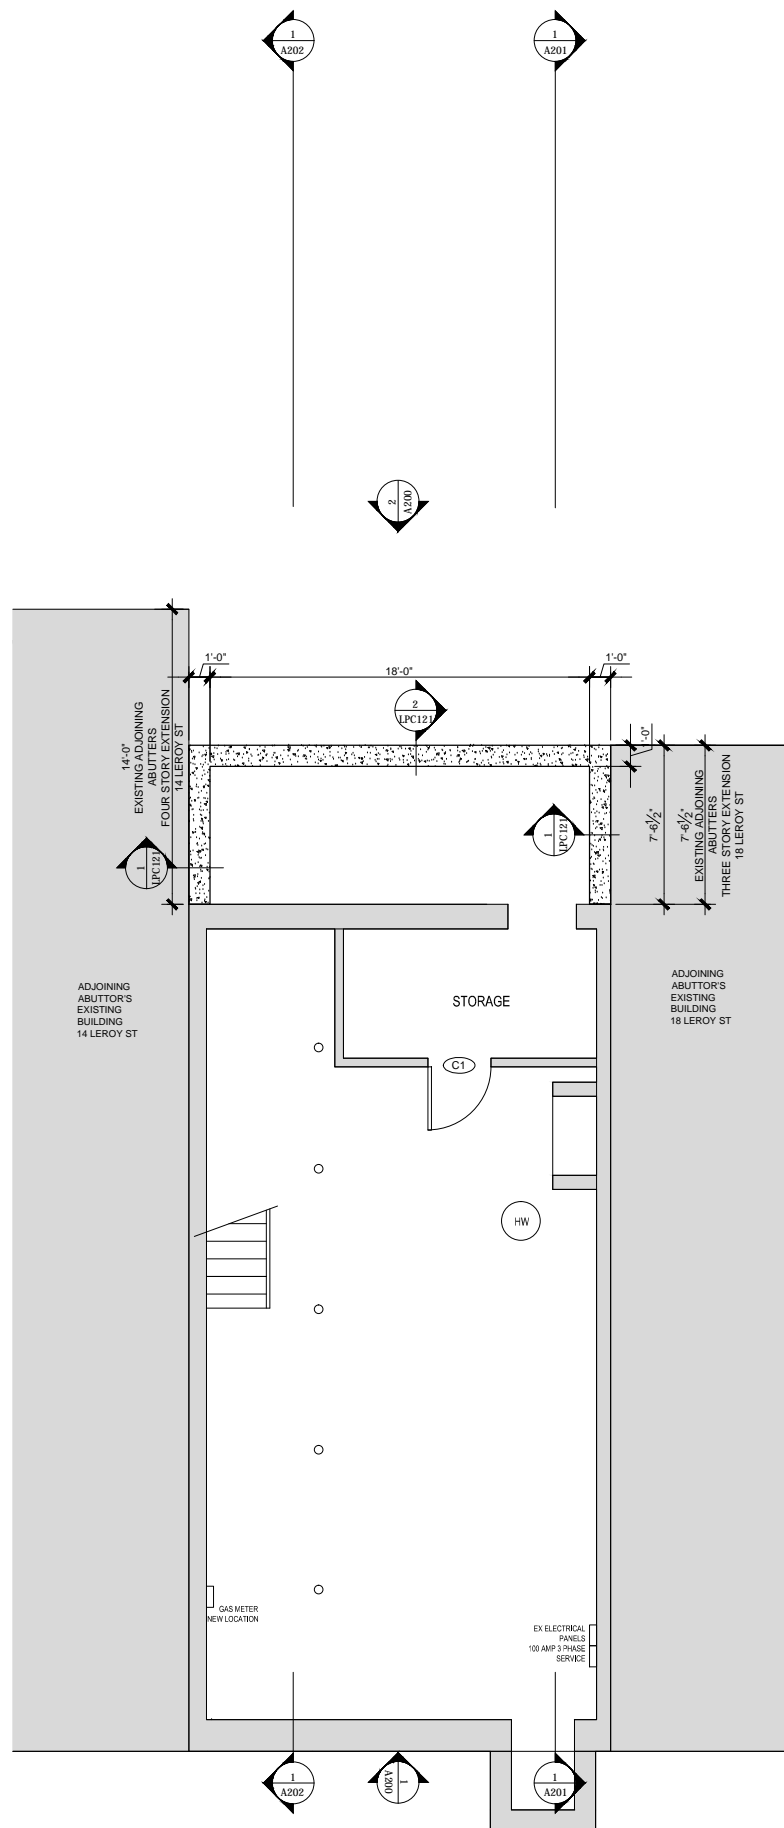 1
A202
1
A201
2
A200
1'-0"
18'-0"
1'-0"
2
LPC121
1'-0"
14'-0"
EXISTING ADJOINING
ABUTTERS
FOUR STORY EXTENSION
14 LEROY ST
1
LPC121
1
LPC121
7'-6½"
7'-6½"
EXISTING ADJOINING
ABUTTERS
THREE STORY EXTENSION
18 LEROY ST
ADJOINING
ABUTTOR'S
EXISTING
BUILDING
14 LEROY ST
STORAGE
ADJOINING
ABUTTOR'S
EXISTING
BUILDING
18 LEROY ST
C1
HW
GAS METER
NEW LOCATION
EX ELECTRICAL
PANELS
100 AMP 3 PHASE
SERVICE
1
A202
1
A200
1
A201